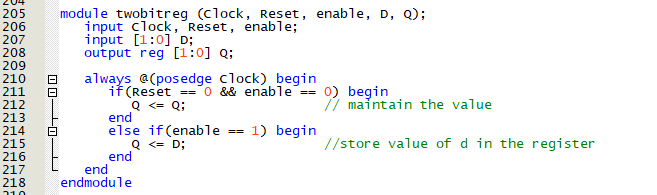 205 module twobitreg (Clock, Reset, enable, D, Q);
206 input Clock, Reset, enable;
207 input [1:0] D;
208 output reg [1:0] Q;
209
210 always @(posedge Clock) begin
211 if(Reset == 0 && enable == 0) begin
212 Q <= Q; // maintain the value
213 end
214 else if(enable == 1) begin
215 Q <= D; //store value of d in the register
216 end
217 end
218 endmodule